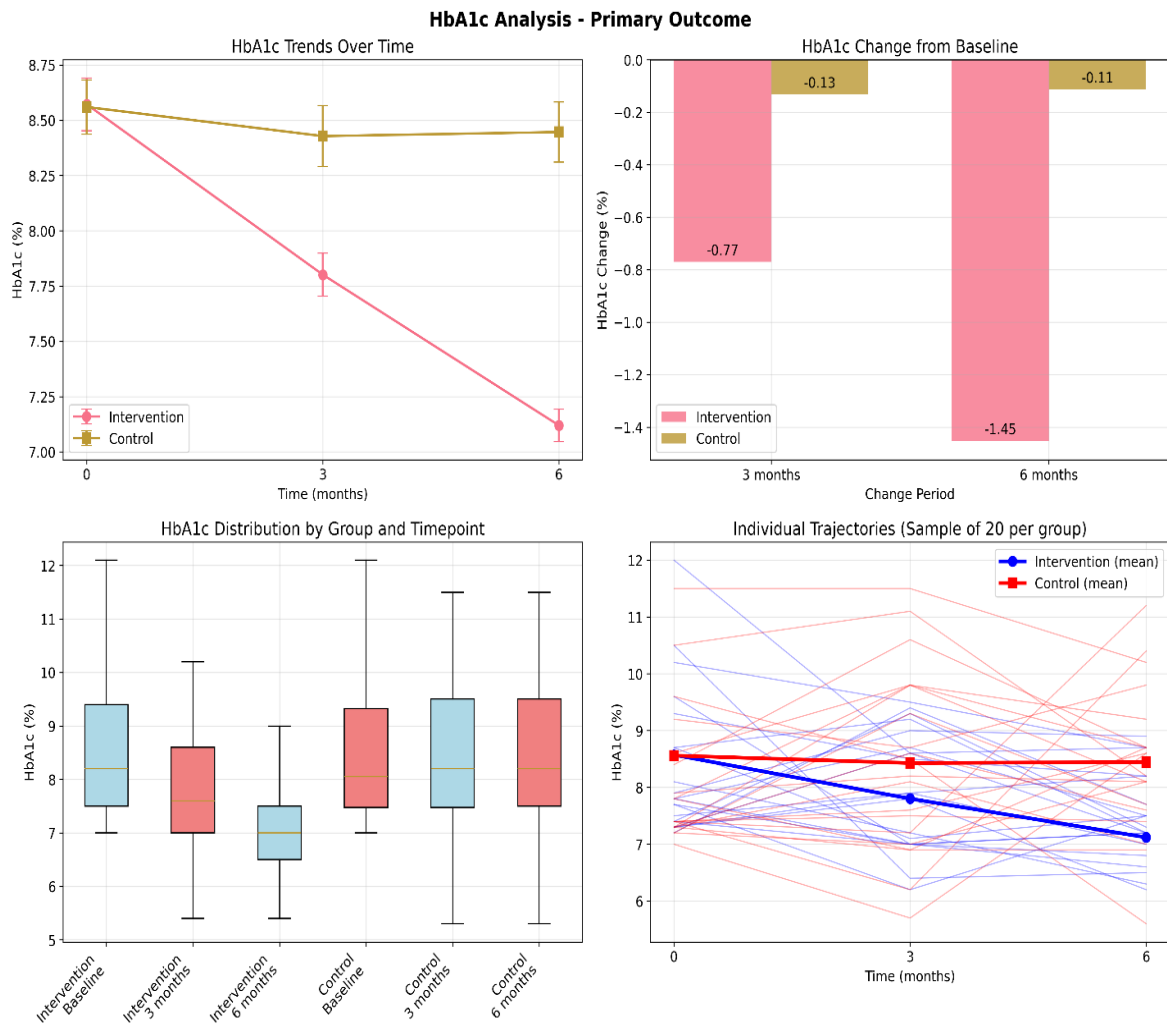 HbA1c Analysis - Primary Outcome
HbA1c Trends Over Time
8.75
8.50
8.25
8.00
7.75
7.50
7.25
7.00
HbA1c (%)
Intervention
Control
0
3
6
Time (months)
HbA1c Change from Baseline
0.0
−0.2
−0.4
−0.6
−0.8
−1.0
−1.2
−1.4
HbA1c Change (%)
-0.77
-0.13
-1.45
-0.11
Intervention
Control
3 months
6 months
Change Period
HbA1c Distribution by Group and Timepoint
12
11
10
9
8
7
6
5
HbA1c (%)
Intervention
Baseline
Intervention
3 months
Intervention
6 months
Control
Baseline
Control
3 months
Control
6 months
Individual Trajectories (Sample of 20 per group)
12
11
10
9
8
7
6
HbA1c (%)
Intervention (mean)
Control (mean)
0
3
6
Time (months)